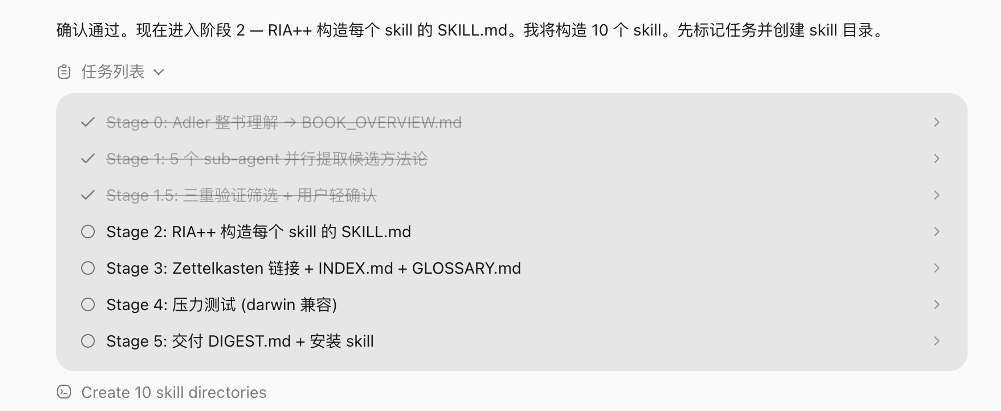 确认通过。现在进入阶段 2 — RIA++ 构造每个 skill 的 SKILL.md。我将构造 10 个 skill。先标记任务并创建 skill 目录。
任务列表
Stage 0: Adler 整书理解 → BOOK_OVERVIEW.md
Stage 1: 5 个 sub-agent 并行提取候选方法论
Stage 1.5: 三重验证筛选 + 用户轻确认
Stage 2: RIA++ 构造每个 skill 的 SKILL.md
Stage 3: Zettelkasten 链接 + INDEX.md + GLOSSARY.md
Stage 4: 压力测试 (darwin 兼容)
Stage 5: 交付 DIGEST.md + 安装 skill
Create 10 skill directories